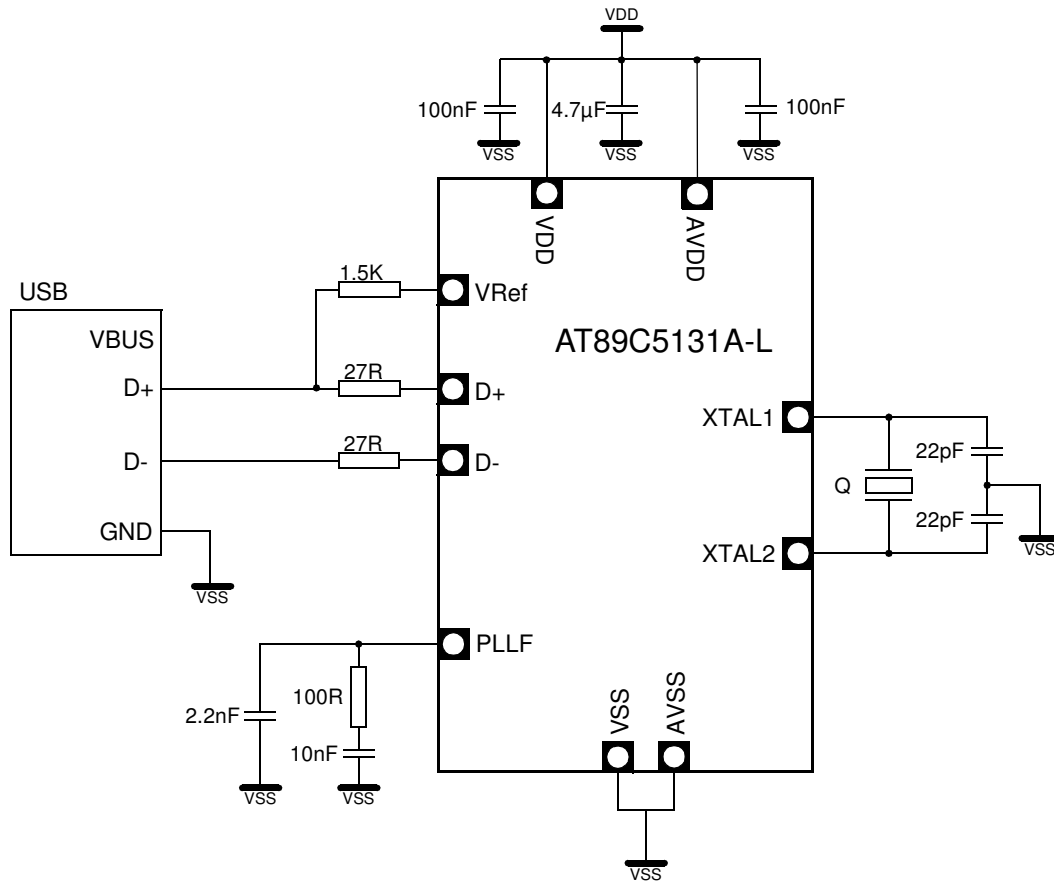 VDD
100nF
4.7µF
100nF
VSS
VSS
VSS
VDD
AVDD
1.5K
VRef
USB
VBUS
AT89C5131A-L
D+
27R
D+
XTAL1
27R
D-
D-
22pF
Q
22pF
GND
XTAL2
VSS
VSS
PLLF
100R
VSS
AVSS
2.2nF
10nF
VSS
VSS
VSS